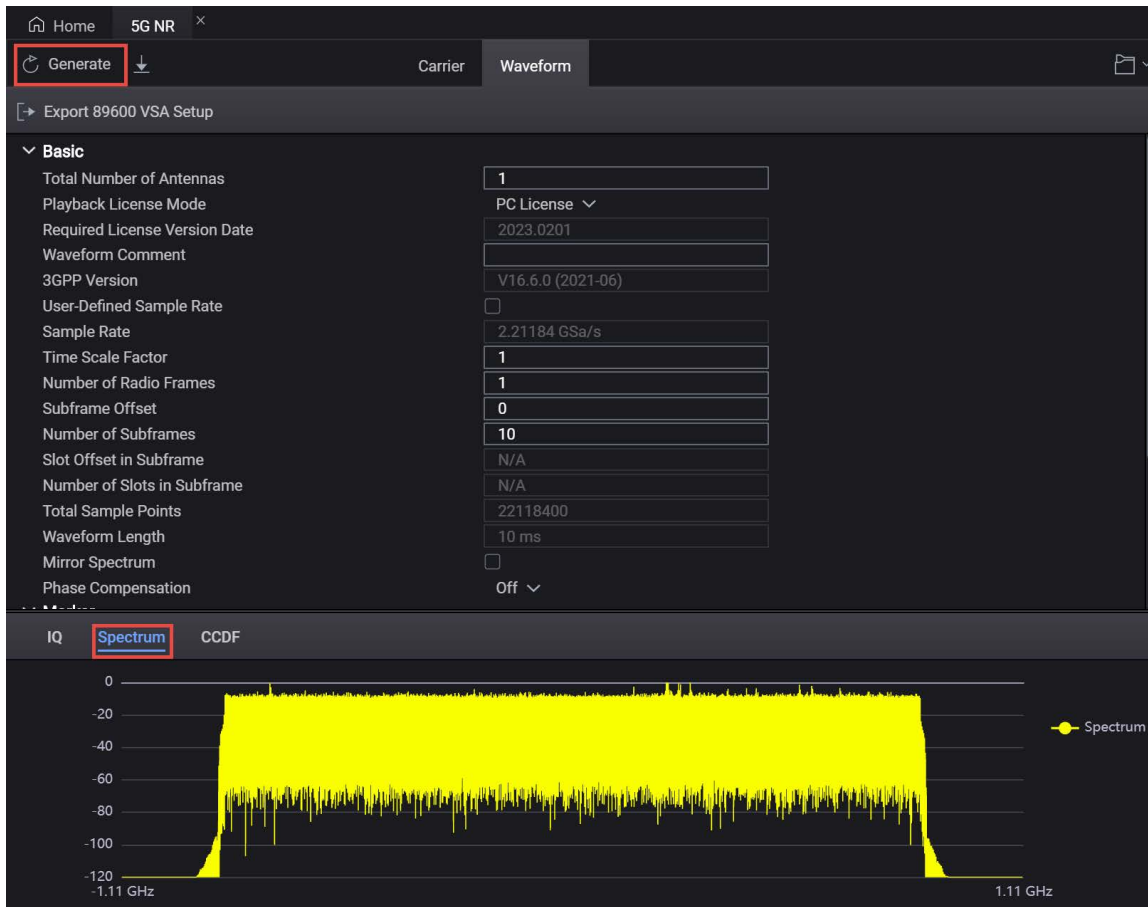 Home 5G NR ×
Generate Carrier Waveform
Export 89600 VSA Setup
Basic
Total Number of Antennas 1
Playback License Mode PC License
Required License Version Date 2023.0201
Waveform Comment
3GPP Version V16.6.0 (2021-06)
User-Defined Sample Rate
Sample Rate 2.21184 GSa/s
Time Scale Factor 1
Number of Radio Frames 1
Subframe Offset 0
Number of Subframes 10
Slot Offset in Subframe N/A
Number of Slots in Subframe N/A
Total Sample Points 22118400
Waveform Length 10 ms
Mirror Spectrum
Phase Compensation Off
IQ Spectrum CCDF
0
-20
Spectrum
-40
-60
-80
-100
-120
-1.11 GHz 1.11 GHz